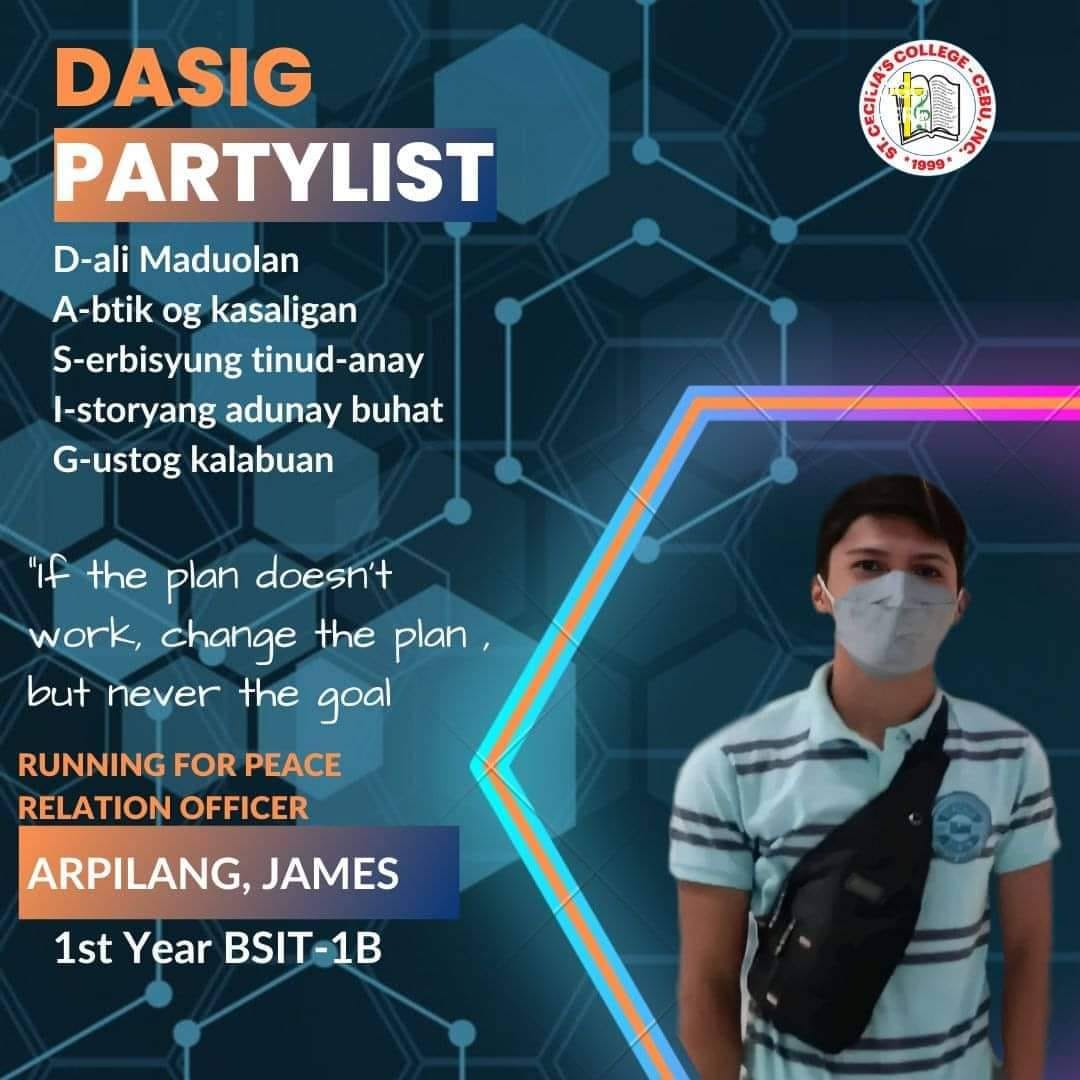 DASIG
PARTYLIST
ST. CECILIA'S COLLEGE - CEBU, INC.
* 1999 *
D-ali Maduolan
A-btik og kasaligan
S-erbisyung tinud-anay
I-storyang adunay buhat
G-ustog kalabuan
"If the plan doesn't
work, change the plan ,
but never the goal
RUNNING FOR PEACE
RELATION OFFICER
ARPILANG, JAMES
1st Year BSIT-1B